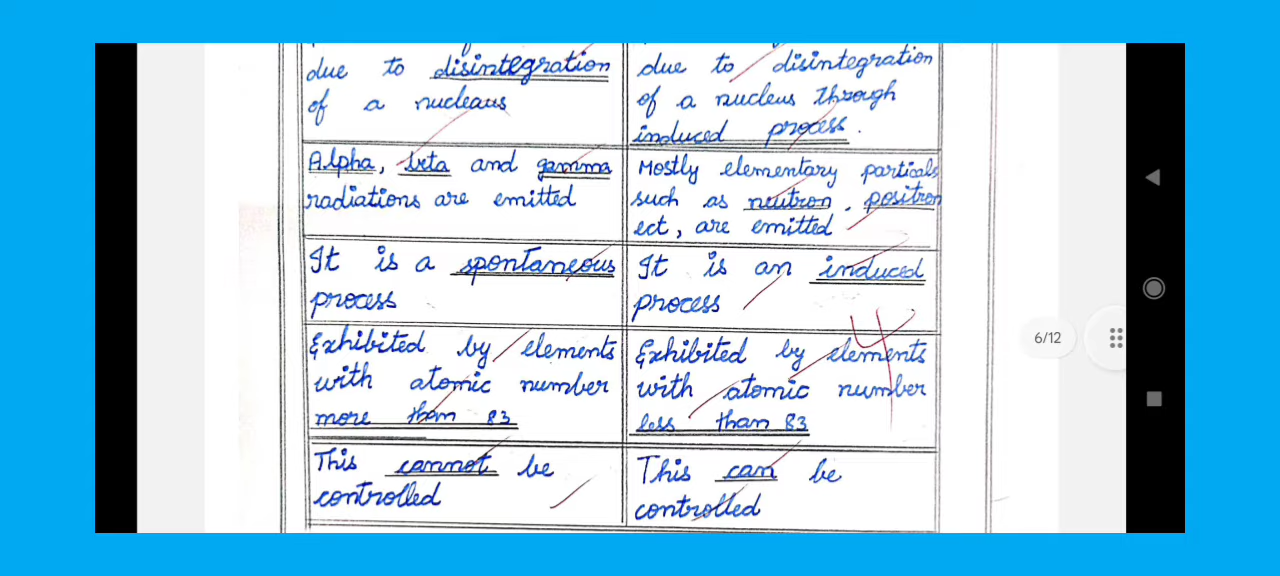 due to disintegration
of a nucleaus
due to disintegration
of a nucleus through
induced process.
Alpha, beta and gamma
radiations are emitted
Mostly elementary particals
such as neutron, positron
ect, are emitted
It is a spontaneous
process
It is an induced
process
Exhibited by elements
with atomic number
more than 83
Exhibited by elements
with atomic number
less than 83
This cannot be
controlled
This can be
controlled
6/12